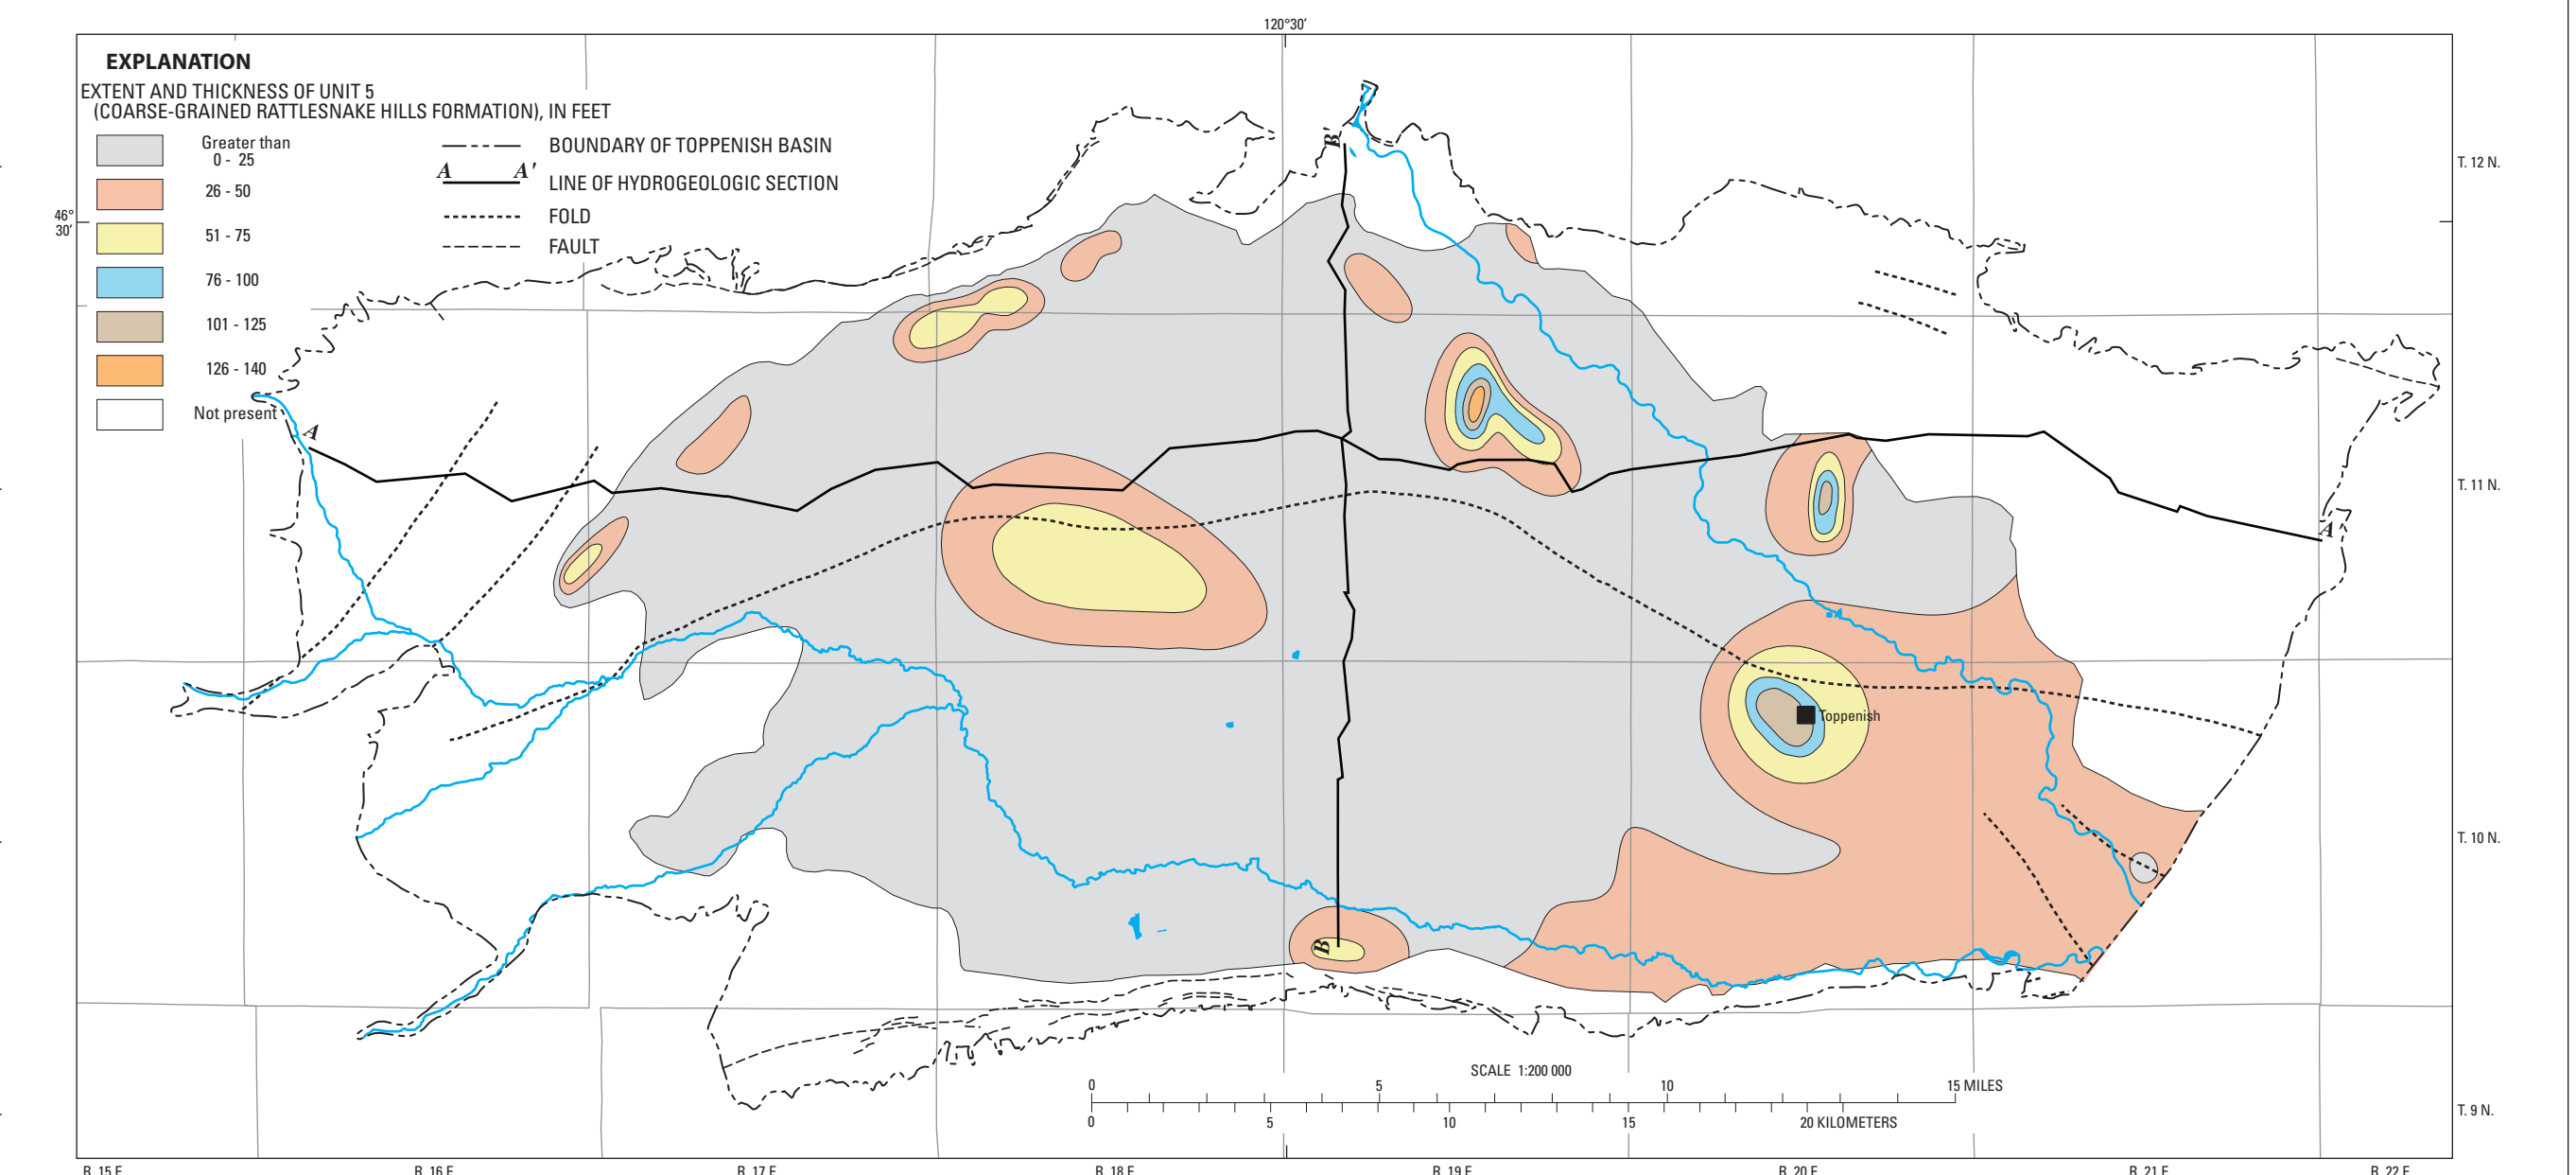 120°30′
EXPLANATION
EXTENT AND THICKNESS OF UNIT 5
(COARSE-GRAINED RATTLESNAKE HILLS FORMATION), IN FEET
Greater than
0 - 25
26 - 50
51 - 75
76 - 100
101 - 125
126 - 140
Not present
BOUNDARY OF TOPPENISH BASIN
A A′
LINE OF HYDROGEOLOGIC SECTION
FOLD
FAULT
46°
30′
B′
T. 12 N.
A
T. 11 N.
A′
Toppenish
T. 10 N.
B
SCALE 1:200 000
0 5 10 15 MILES
0 5 10 15 20 KILOMETERS
T. 9 N.
R. 15 E. R. 16 E. R. 17 E. R. 18 E. R. 19 E. R. 20 E. R. 21 E. R. 22 E.